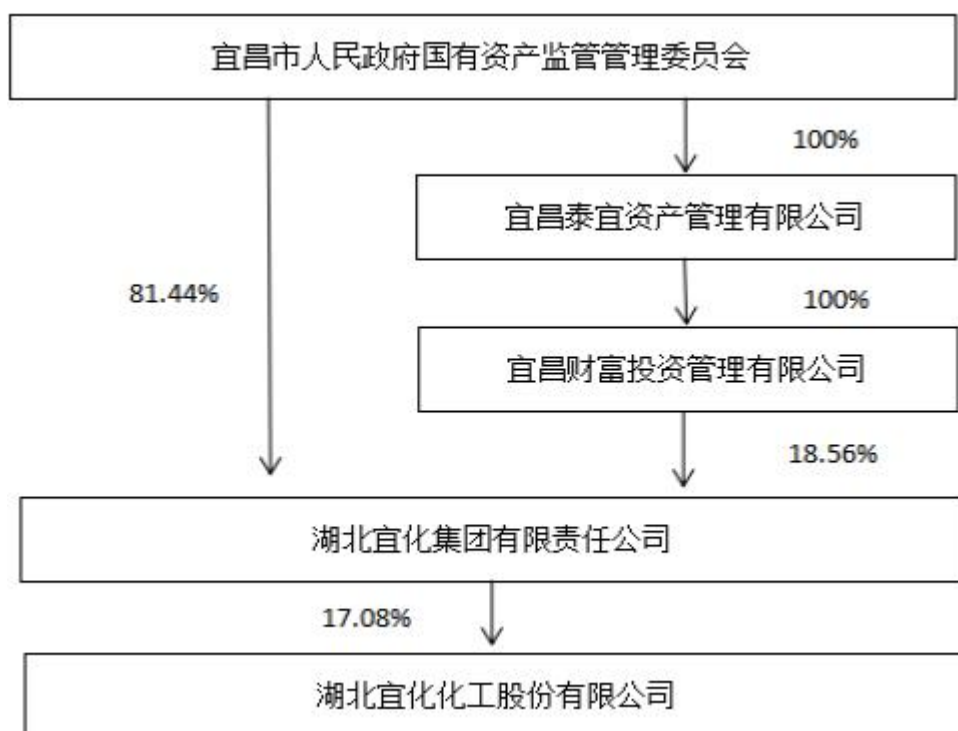 宜昌市人民政府国有资产监管管理委员会
100%
宜昌泰宜资产管理有限公司
81.44%
100%
宜昌财富投资管理有限公司
18.56%
湖北宜化集团有限责任公司
17.08%
湖北宜化化工股份有限公司